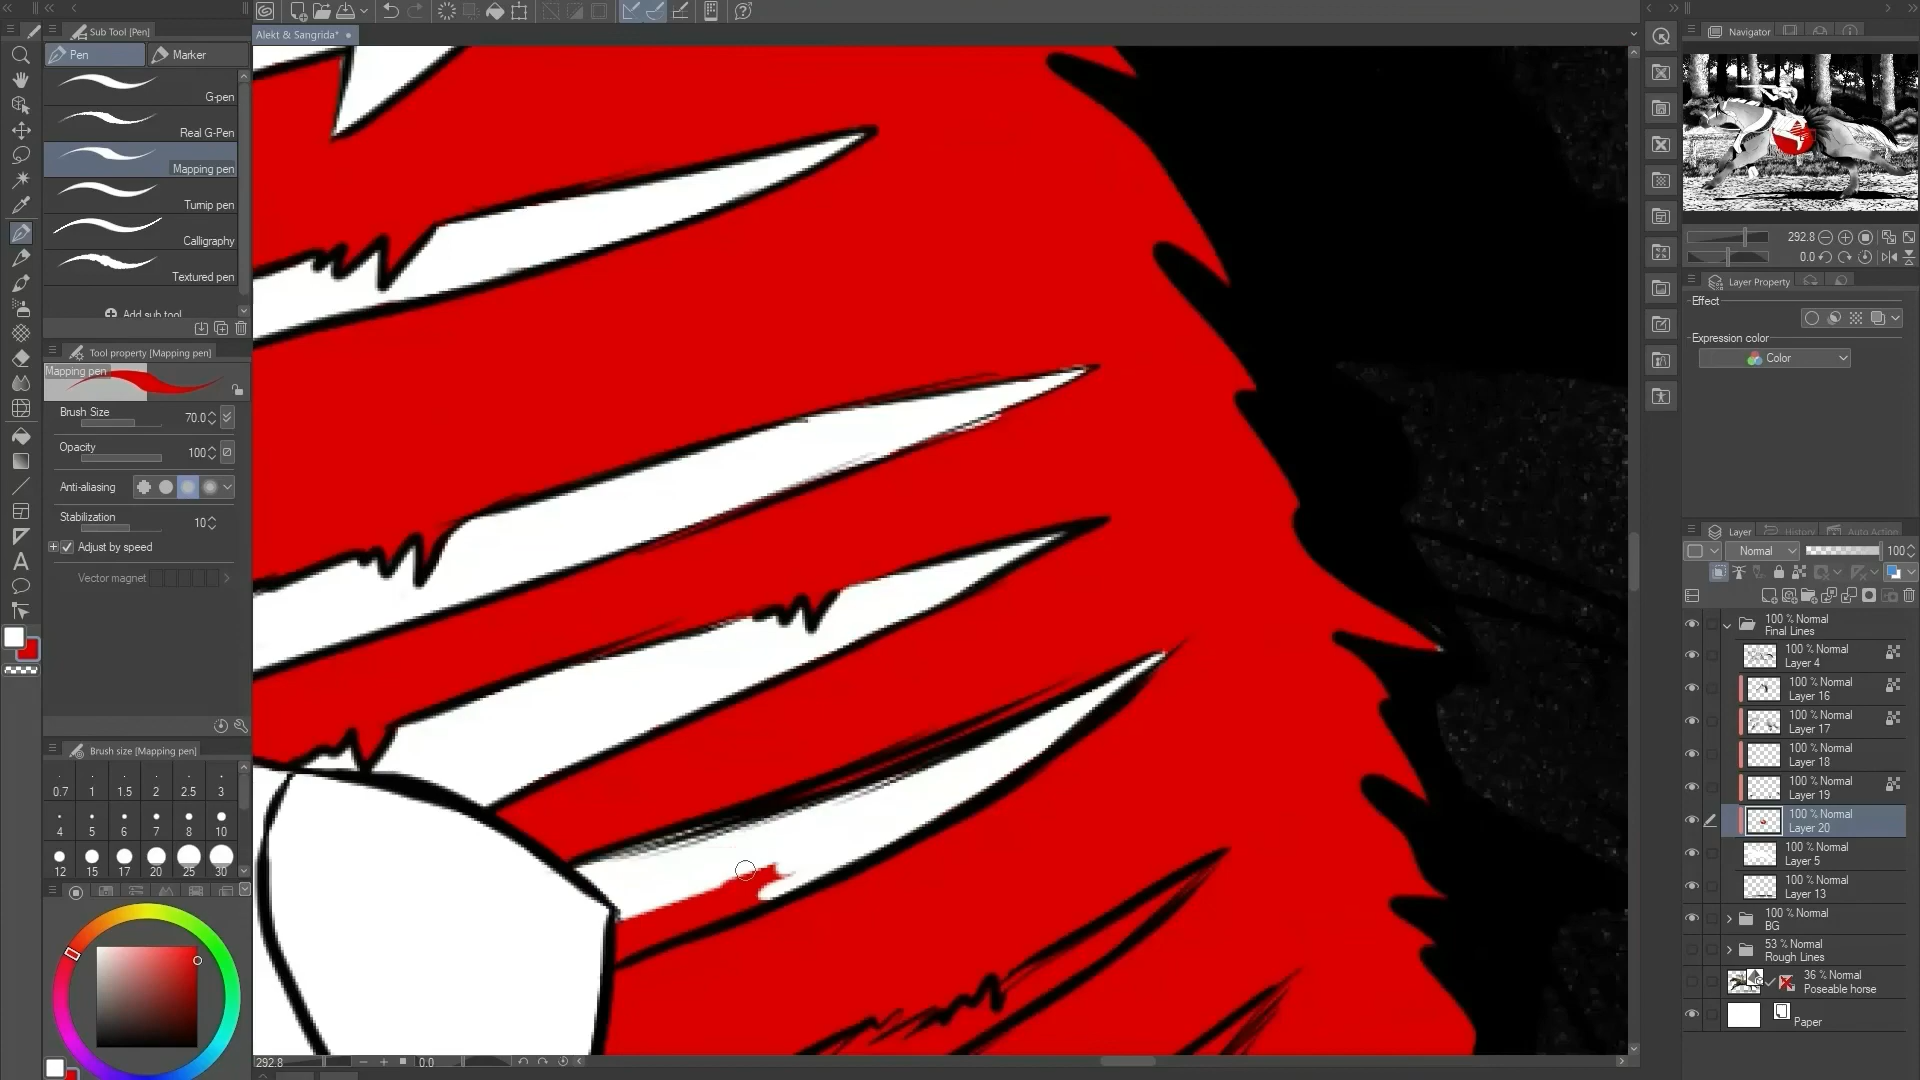 Sub Tool [Pen]
Pen
Marker
G-pen
Real G-Pen
Mapping pen
Turnip pen
Calligraphy
Textured pen
Add sub tool
Tool property [Mapping pen]
Mapping pen
Brush Size
70.0
Opacity
100
Anti-aliasing
Stabilization
10
Adjust by speed
Vector magnet
Brush size [Mapping pen]
0.7 1 1.5 2 2.5 3
4 5 6 7 8 10
12 15 17 20 25 30
Alekt & Sangrida*
292.8
0.0
Navigator
292.8
0.0
Layer Property
Effect
Expression color
Color
Layer
History
Auto Action
Normal
100
100 % Normal
Final Lines
100 % Normal
Layer 4
100 % Normal
Layer 16
100 % Normal
Layer 17
100 % Normal
Layer 18
100 % Normal
Layer 19
100 % Normal
Layer 20
100 % Normal
Layer 5
100 % Normal
Layer 13
100 % Normal
BG
53 % Normal
Rough Lines
36 % Normal
Poseable horse
Paper